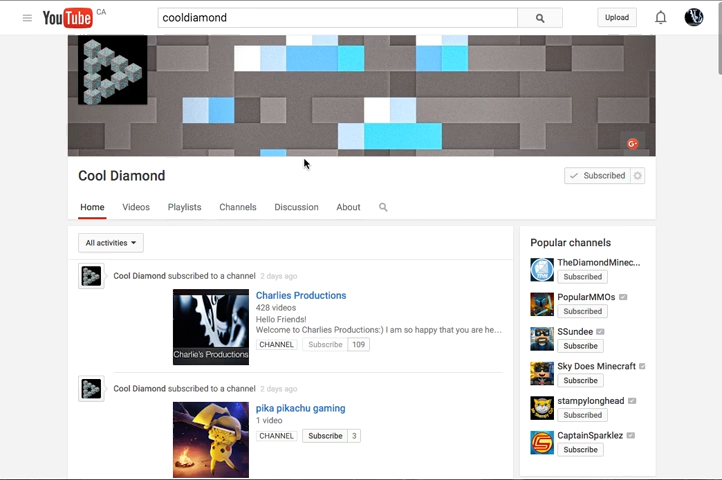 YouTube CA
cooldiamond
Upload
Cool Diamond
Subscribed
Home Videos Playlists Channels Discussion About
All activities
Cool Diamond subscribed to a channel 2 days ago
Charlie's Productions
Charlies Productions
428 videos
Hello Friends!
Welcome to Charlies Productions:) I am so happy that you are he...
CHANNEL Subscribe 109
Cool Diamond subscribed to a channel 2 days ago
pika pikachu gaming
1 video
CHANNEL Subscribe 3
Popular channels
TheDiamondMinec...
Subscribed
PopularMMOs
Subscribed
SSundee
Subscribe
Sky Does Minecraft
Subscribe
stampylonghead
Subscribed
CaptainSparklez
Subscribe